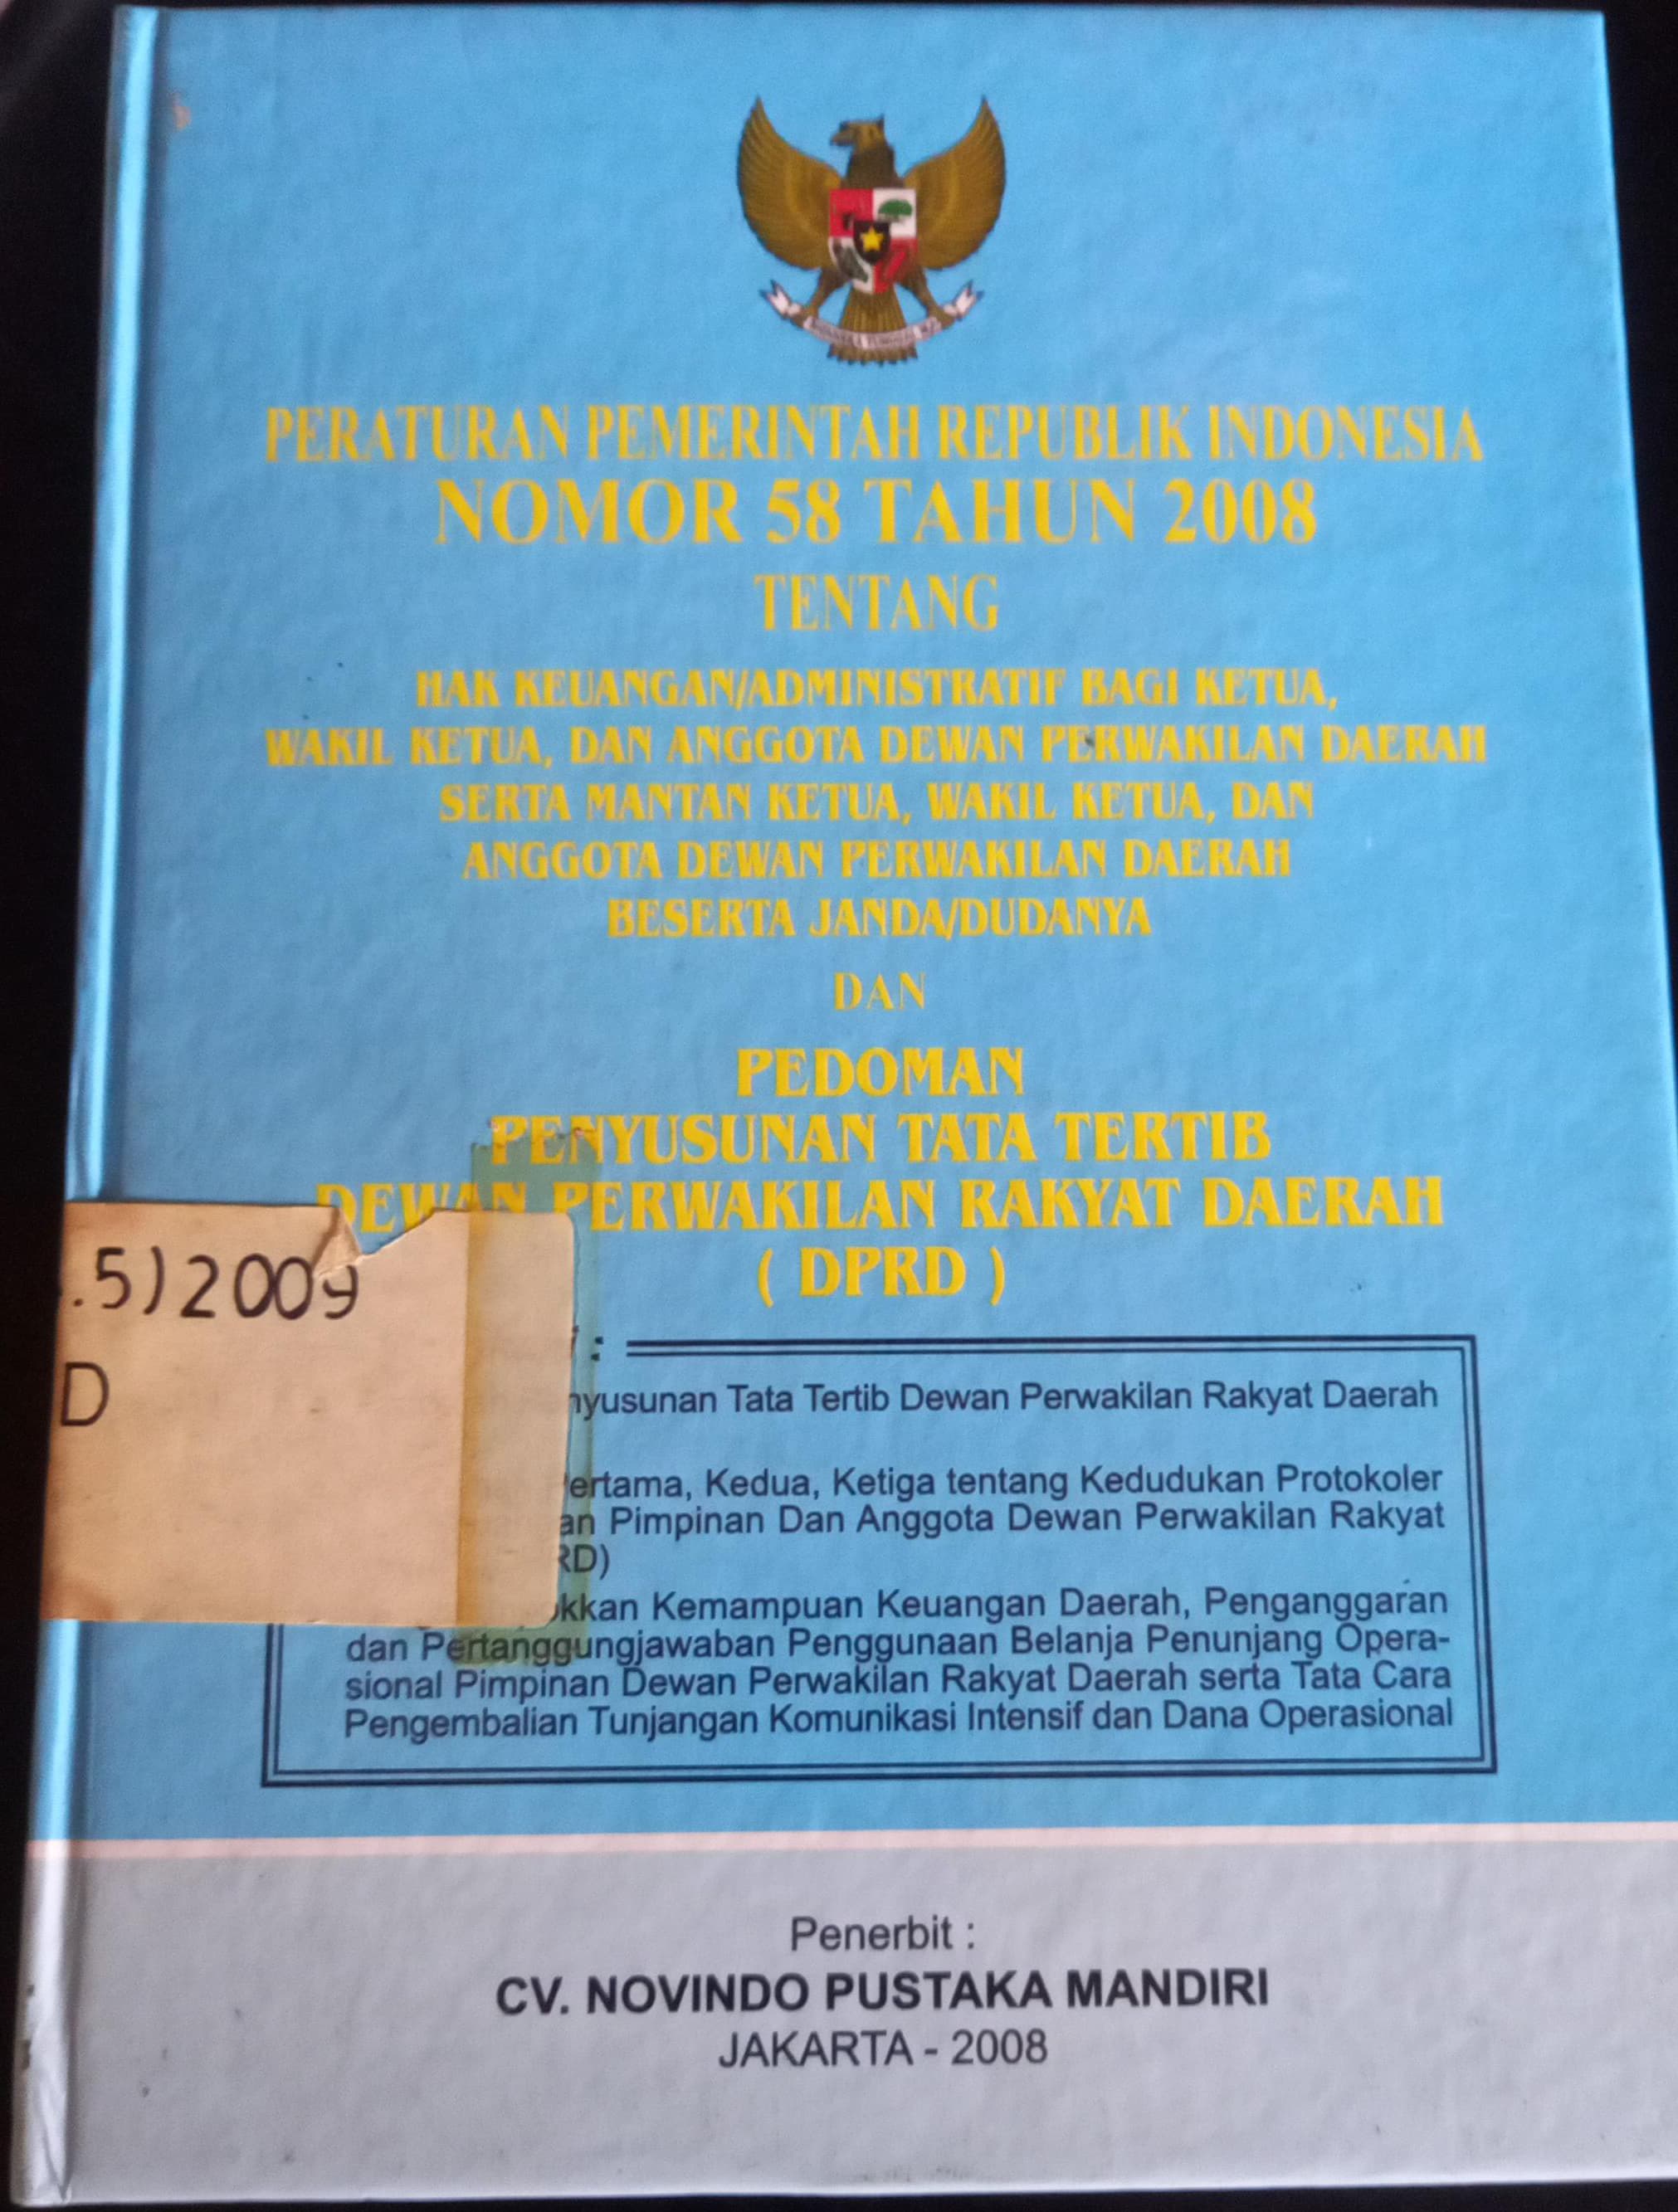 PERATURAN PEMERINTAH REPUBLIK INDONESIA
NOMOR 58 TAHUN 2008
TENTANG
HAK KEUANGAN/ADMINISTRATIF BAGI KETUA,
WAKIL KETUA, DAN ANGGOTA DEWAN PERWAKILAN DAERAH
SERTA MANTAN KETUA, WAKIL KETUA, DAN
ANGGOTA DEWAN PERWAKILAN DAERAH
BESERTA JANDA/DUDANYA
DAN
PEDOMAN
PENYUSUNAN TATA TERTIB
DEWAN PERWAKILAN RAKYAT DAERAH
( DPRD )
.5) 2009
D
:
nyusunan Tata Tertib Dewan Perwakilan Rakyat Daerah
ertama, Kedua, Ketiga tentang Kedudukan Protokoler
an Pimpinan Dan Anggota Dewan Perwakilan Rakyat
RD)
kkan Kemampuan Keuangan Daerah, Penganggaran
dan Pertanggungjawaban Penggunaan Belanja Penunjang Opera-
sional Pimpinan Dewan Perwakilan Rakyat Daerah serta Tata Cara
Pengembalian Tunjangan Komunikasi Intensif dan Dana Operasional
Penerbit :
CV. NOVINDO PUSTAKA MANDIRI
JAKARTA - 2008